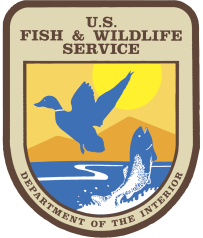 U.S.
FISH & WILDLIFE
SERVICE
DEPARTMENT OF THE INTERIOR